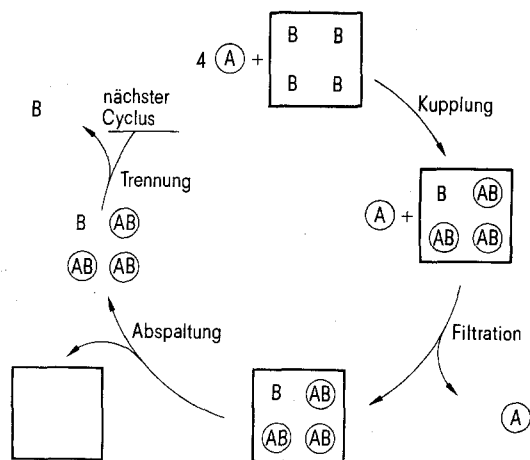 4 A + B B
B B
Kupplung
A + B AB
AB AB
Filtration
A
B AB
AB AB
Abspaltung
B AB
AB AB
Trennung
B
nächster
Cyclus